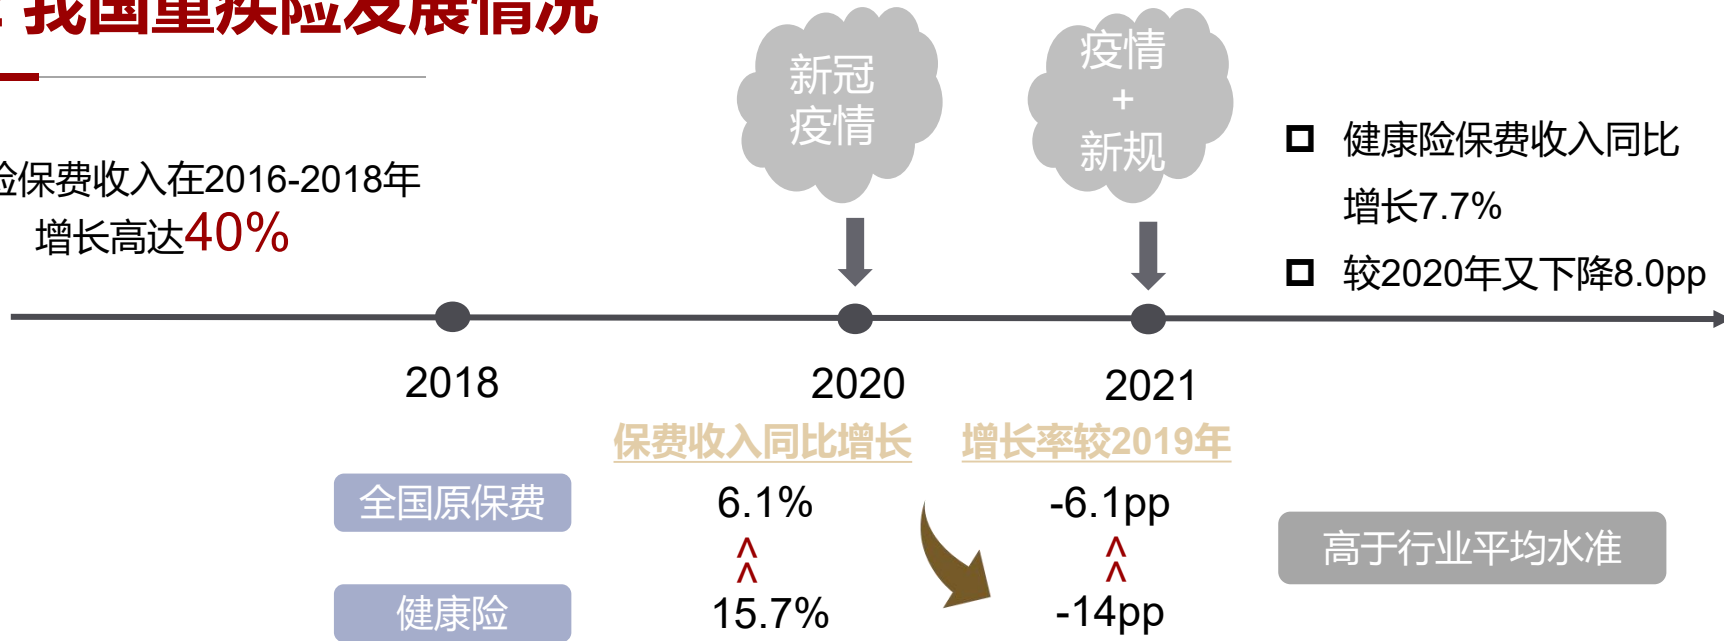 我国重疾险发展情况
新冠
疫情
疫情
+
新规
险保费收入在2016-2018年
增长高达40%
健康险保费收入同比
增长7.7%
较2020年又下降8.0pp
2018
2020
2021
保费收入同比增长
增长率较2019年
全国原保费
6.1%
-6.1pp
高于行业平均水准
健康险
15.7%
-14pp